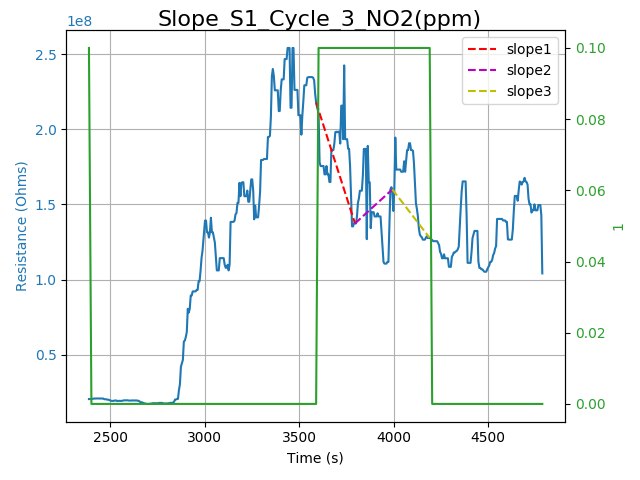 Slope_S1_Cycle_3_NO2(ppm)
1e8
slope1
slope2
slope3
2.5
2.0
1.5
1.0
0.5
Resistance (Ohms)
0.10
0.08
0.06
0.04
0.02
0.00
1
2500
3000
3500
4000
4500
Time (s)